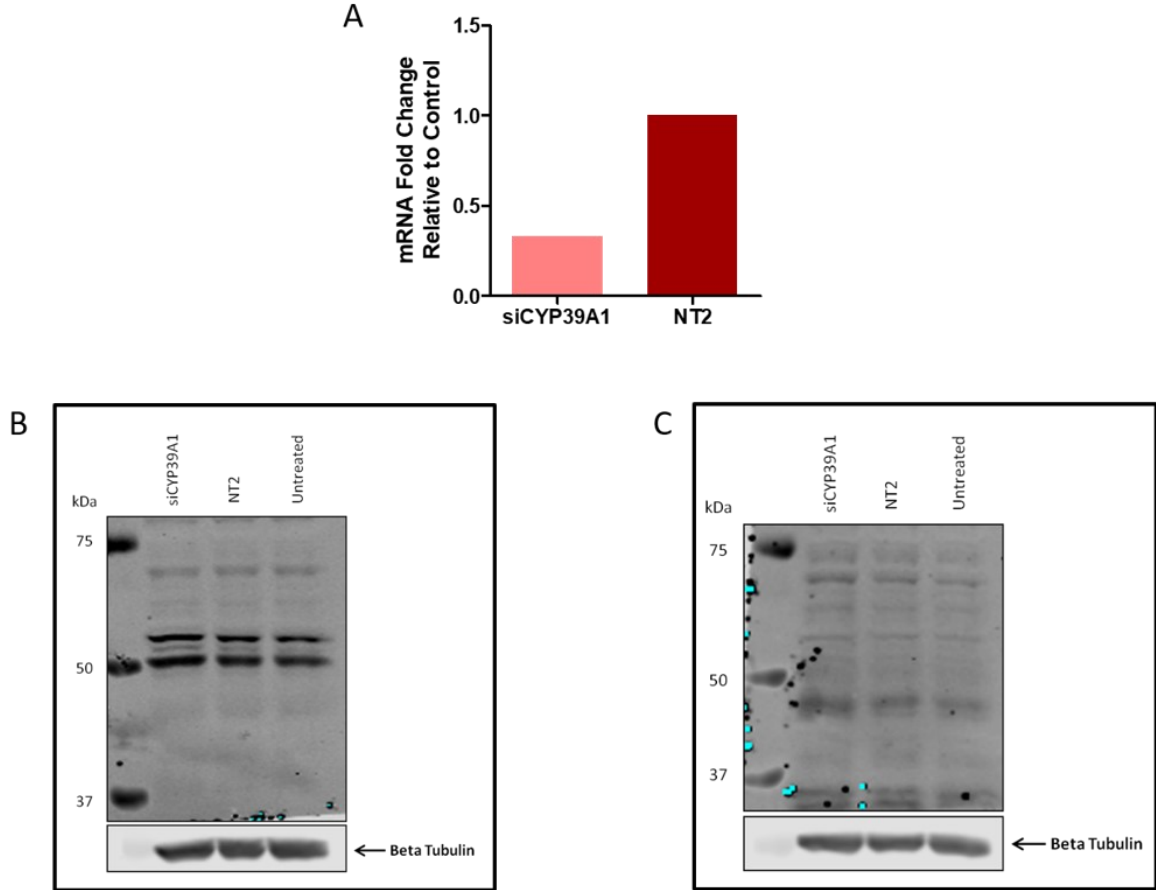 A
mRNA Fold Change
Relative to Control
1.5
1.0
0.5
0.0
siCYP39A1
NT2
B
kDa
siCYP39A1
NT2
Untreated
75
50
37
Beta Tubulin
C
kDa
siCYP39A1
NT2
Untreated
75
50
37
Beta Tubulin